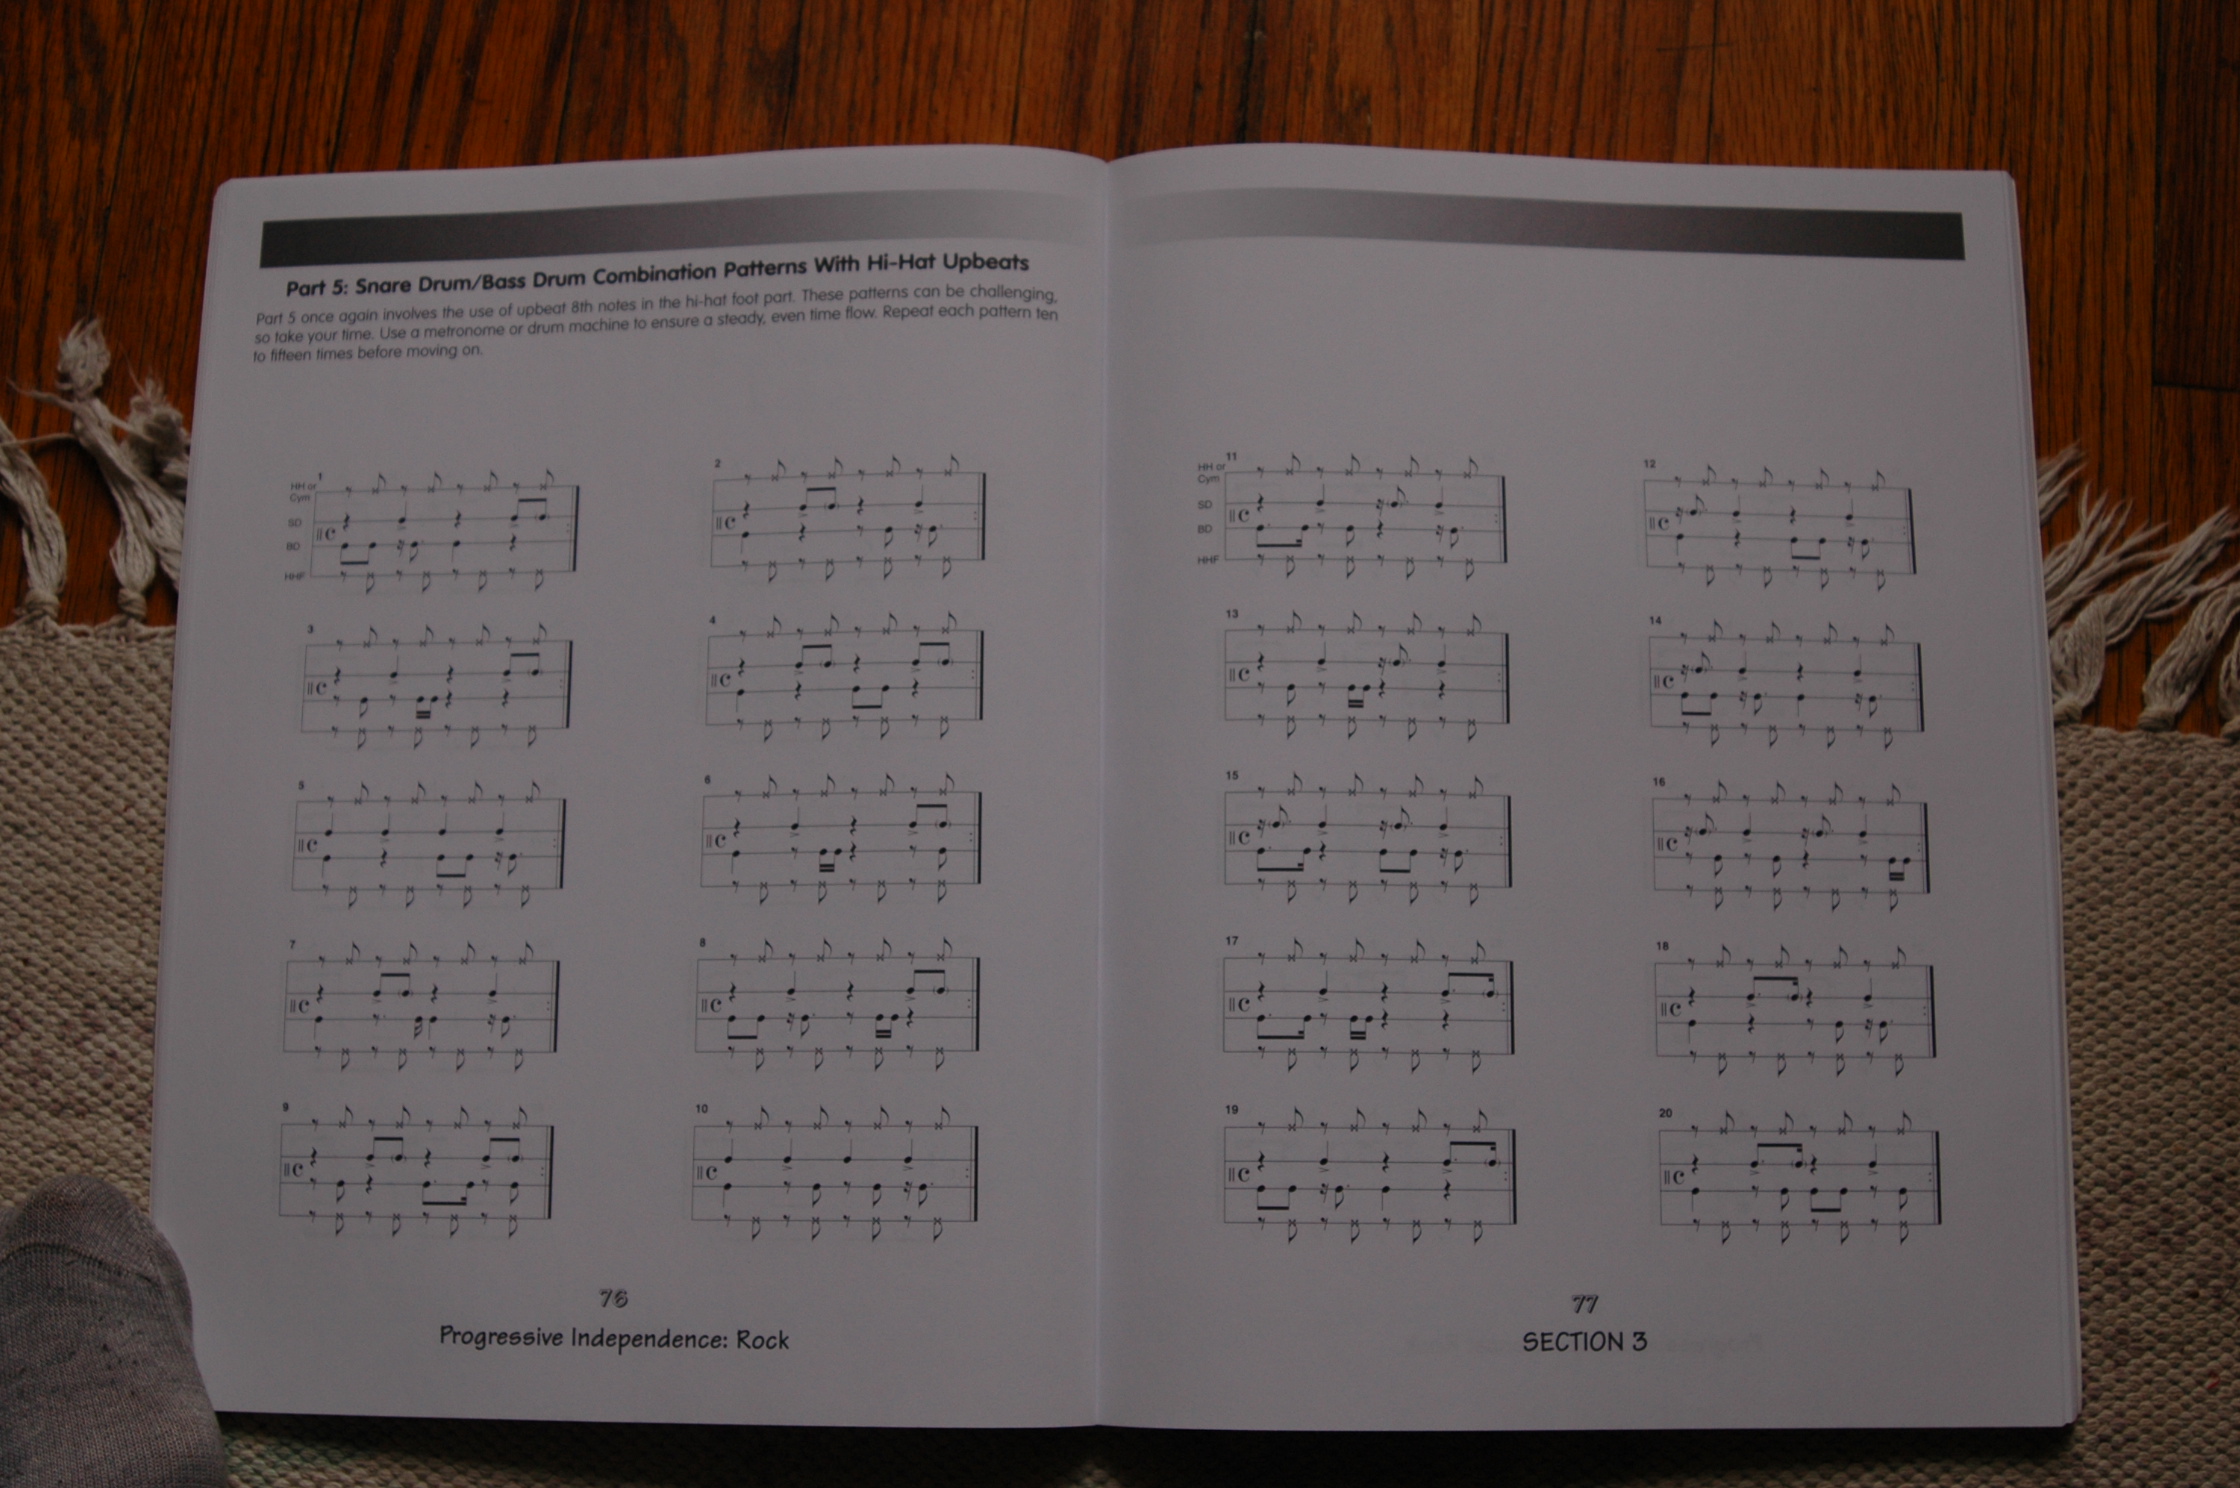 Part 5: Snare Drum/Bass Drum Combination Patterns With Hi-Hat Upbeats
Part 5 once again involves the use of upbeat 8th notes in the hi-hat foot part. These patterns can be challenging,
so take your time. Use a metronome or drum machine to ensure a steady, even time flow. Repeat each pattern ten
to fifteen times before moving on.
1
HH or
Cym
SD
BD
HHF
2
3
4
5
6
7
8
9
10
76
Progressive Independence: Rock
11
HH or
Cym
SD
BD
HHF
12
13
14
15
16
17
18
19
20
77
SECTION 3